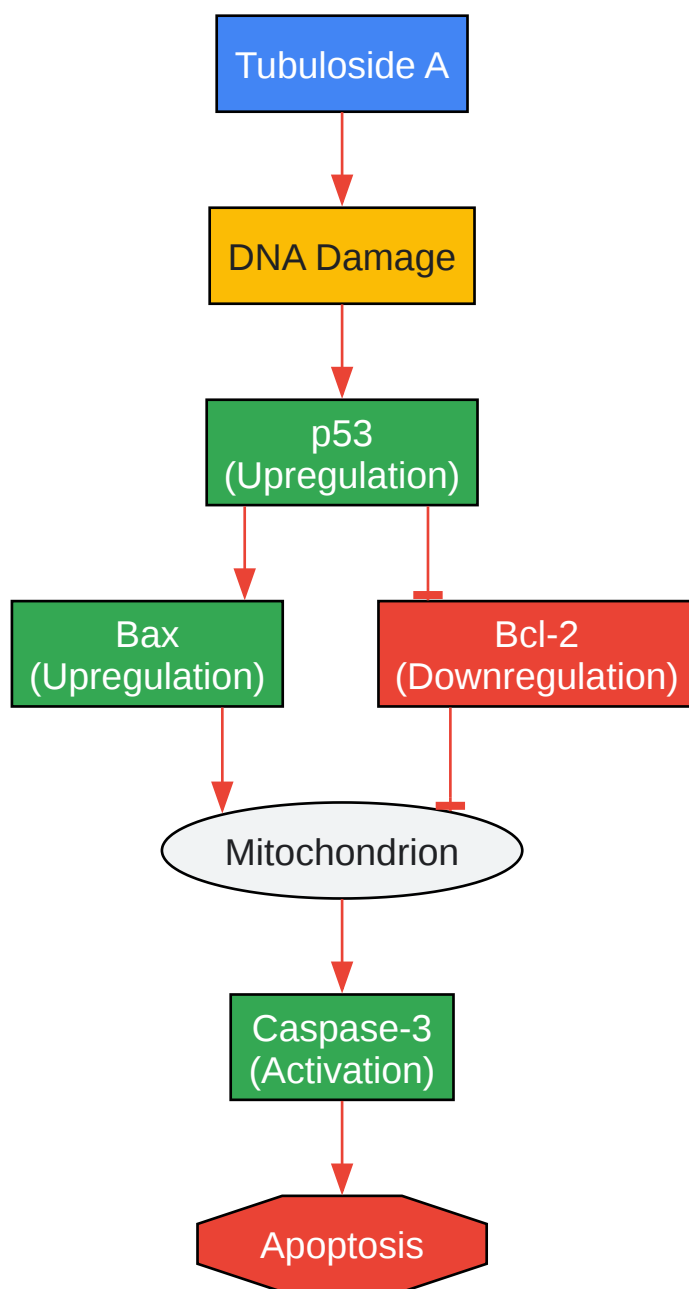 Tubuloside A
DNA Damage
p53
(Upregulation)
Bax
(Upregulation)
Bcl-2
(Downregulation)
Mitochondrion
Caspase-3
(Activation)
Apoptosis